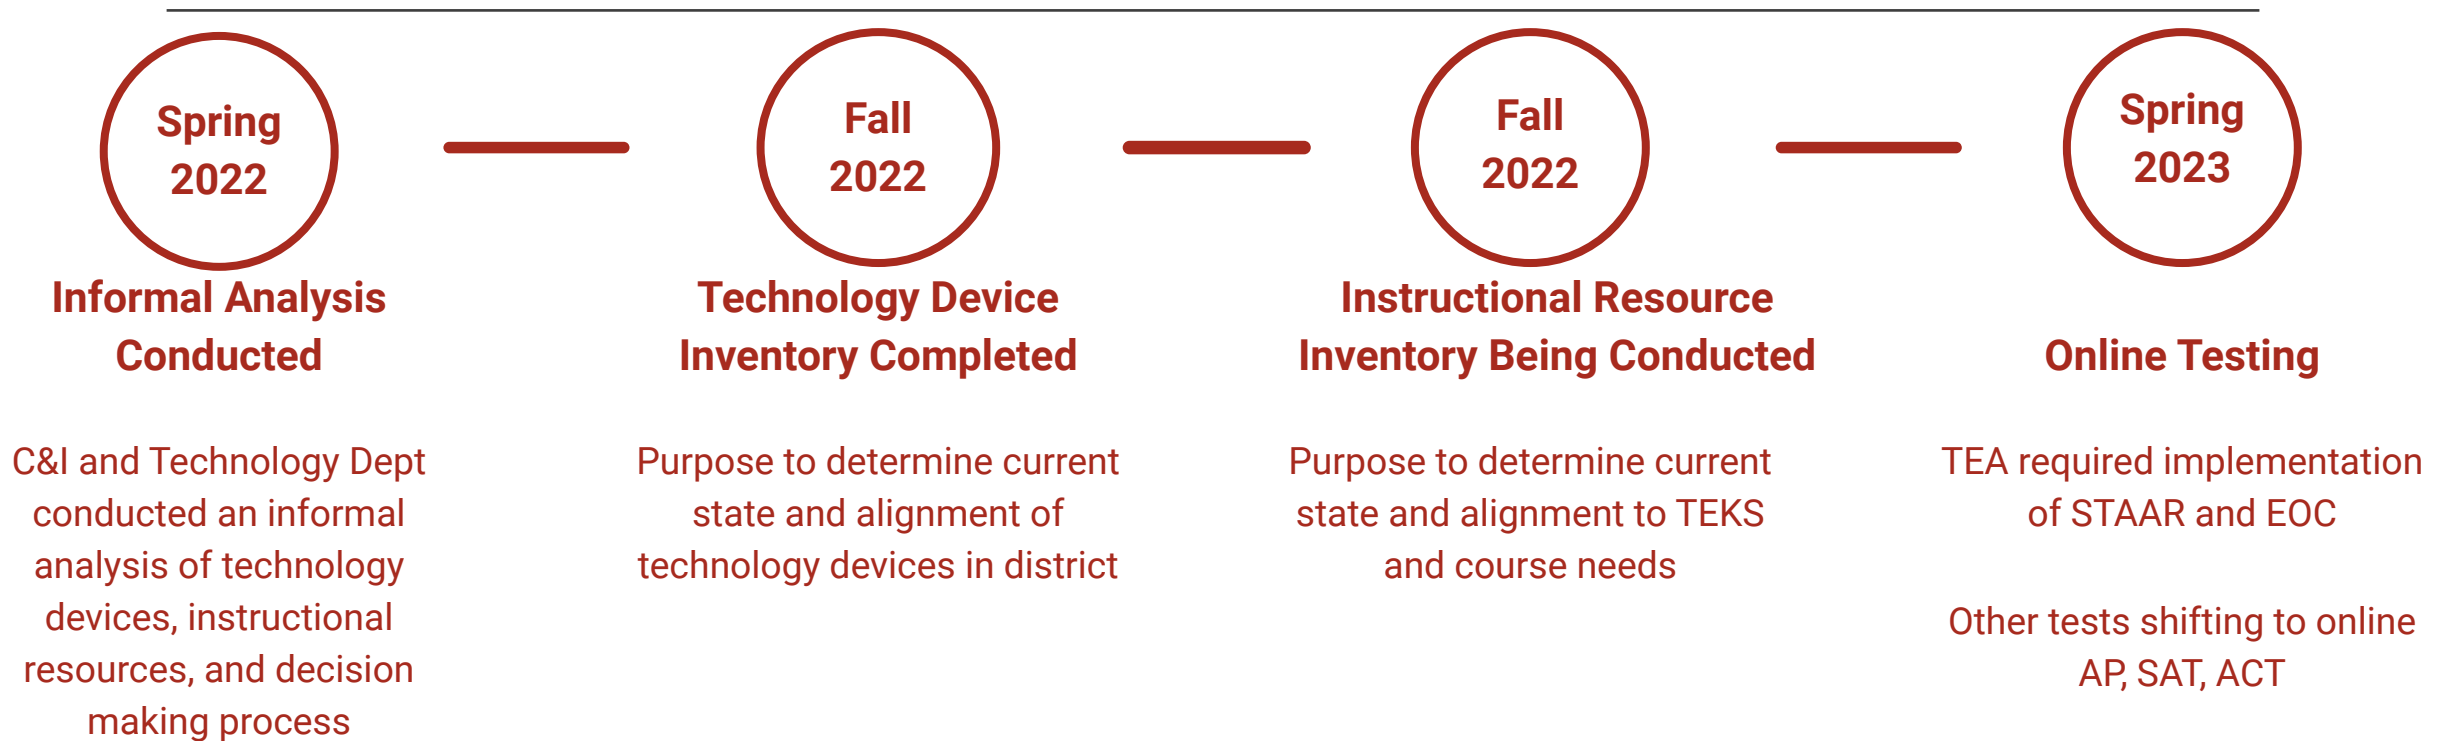 Spring
2022
Informal Analysis
Conducted
C&I and Technology Dept
conducted an informal
analysis of technology
devices, instructional
resources, and decision
making process
Fall
2022
Technology Device
Inventory Completed
Purpose to determine current
state and alignment of
technology devices in district
Fall
2022
Instructional Resource
Inventory Being Conducted
Purpose to determine current
state and alignment to TEKS
and course needs
Spring
2023
Online Testing
TEA required implementation
of STAAR and EOC
Other tests shifting to online
AP, SAT, ACT